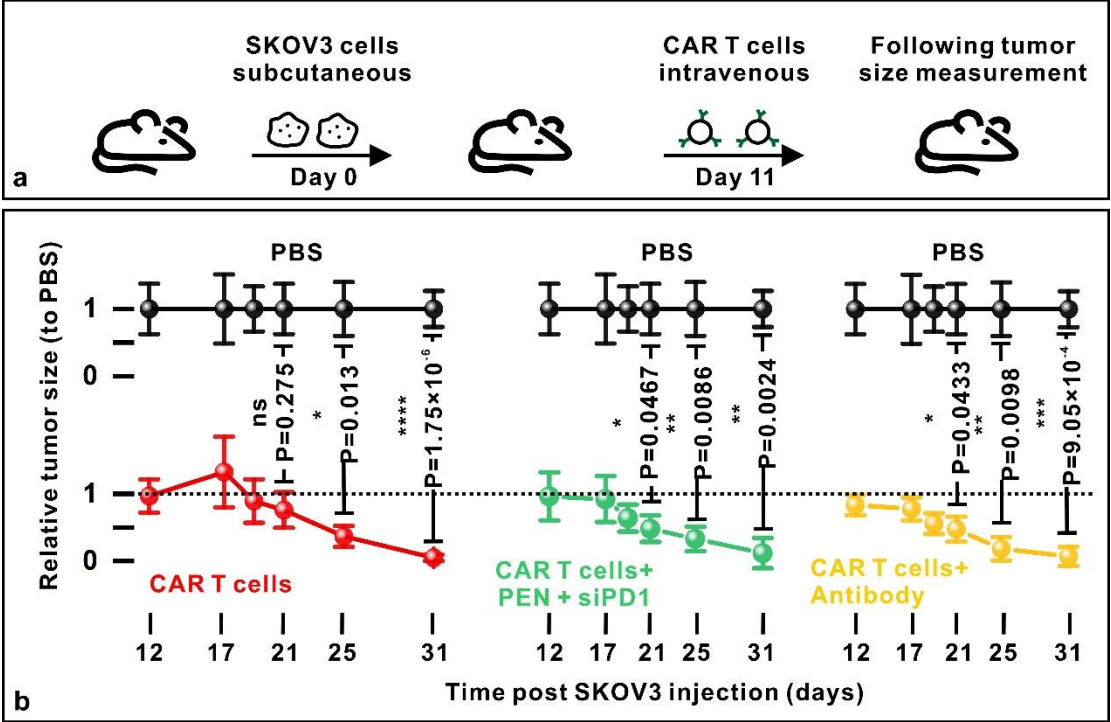 SKOV3 cells
subcutaneous
Day 0
CAR T cells
intravenous
Day 11
Following tumor
size measurement
a
Relative tumor size (to PBS)
1
0
1
0
PBS
ns
P=0.275
*
P=0.013
****
P=1.75×10⁻⁶
CAR T cells
PBS
*
P=0.0467
**
P=0.0086
**
P=0.0024
CAR T cells+
PEN + siPD1
PBS
*
P=0.0433
**
P=0.0098
***
P=9.05×10⁻⁴
CAR T cells+
Antibody
12 17 21 25 31
12 17 21 25 31
12 17 21 25 31
Time post SKOV3 injection (days)
b